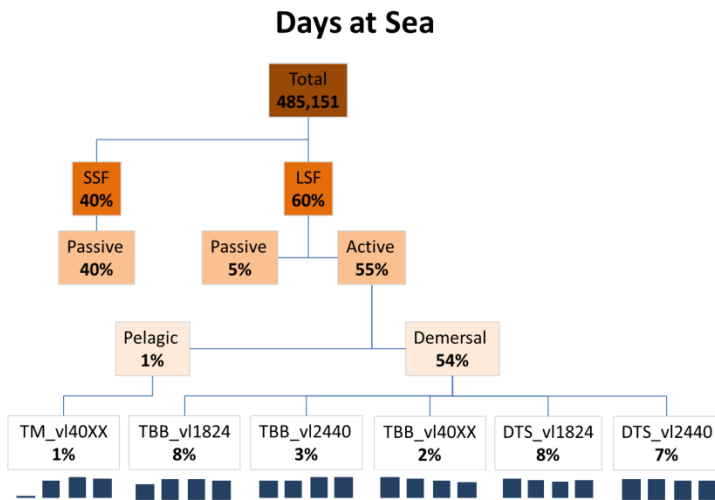 Days at Sea
Total
485,151
SSF
40%
LSF
60%
Passive
40%
Passive
5%
Active
55%
Pelagic
1%
Demersal
54%
TM_vl40XX
1%
TBB_vl1824
8%
TBB_vl2440
3%
TBB_vl40XX
2%
DTS_vl1824
8%
DTS_vl2440
7%